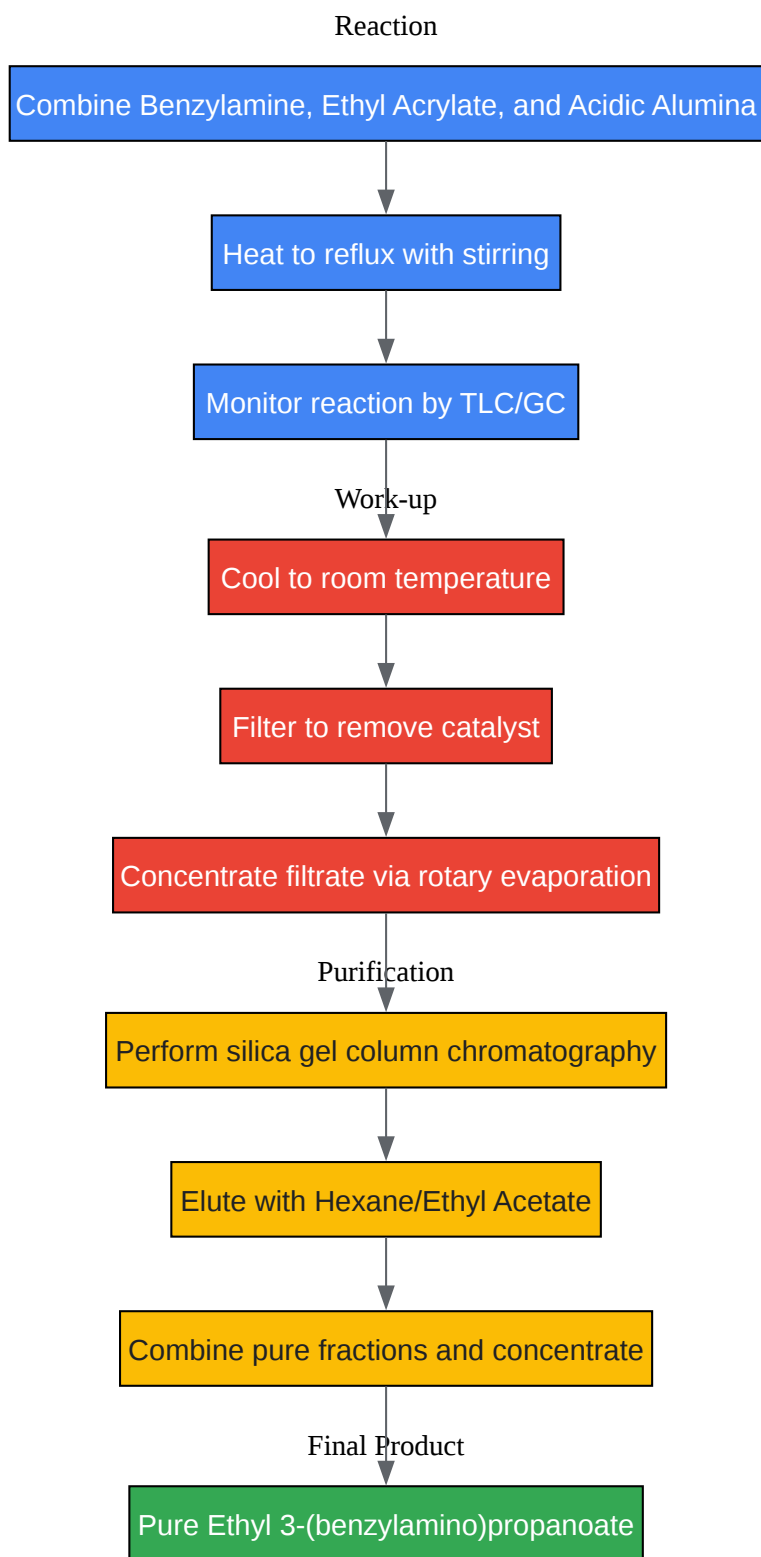 Reaction
Combine Benzylamine, Ethyl Acrylate, and Acidic Alumina
Heat to reflux with stirring
Monitor reaction by TLC/GC
Work-up
Cool to room temperature
Filter to remove catalyst
Concentrate filtrate via rotary evaporation
Purification
Perform silica gel column chromatography
Elute with Hexane/Ethyl Acetate
Combine pure fractions and concentrate
Final Product
Pure Ethyl 3-(benzylamino)propanoate